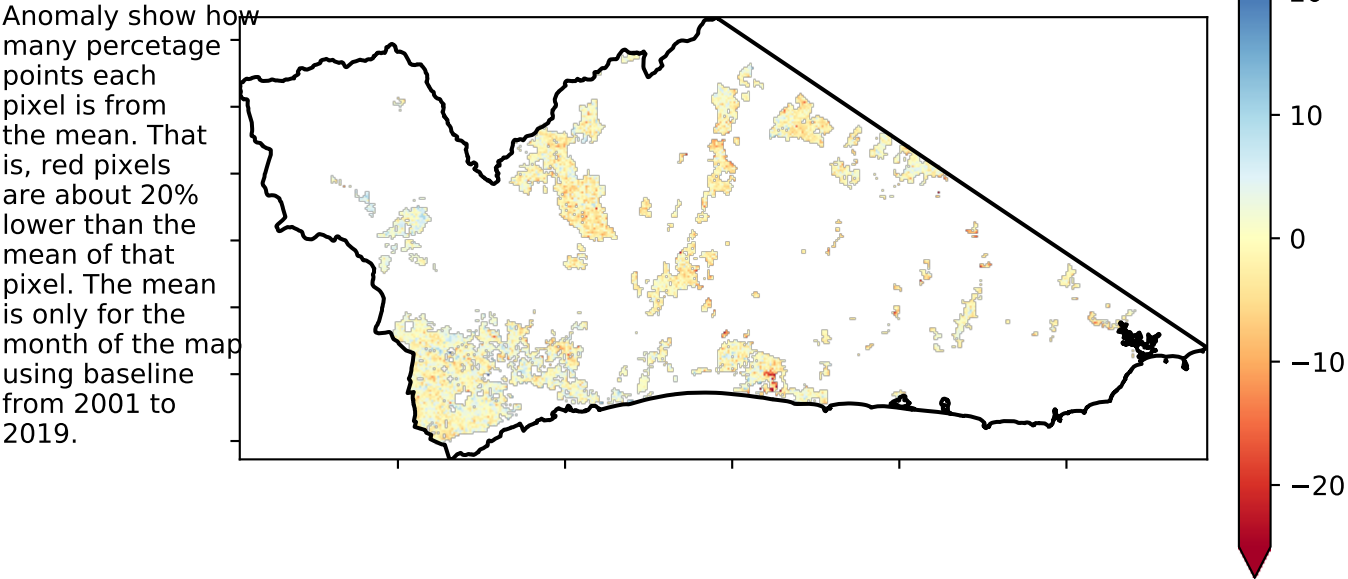 Anomaly show how
many percetage
points each
pixel is from
the mean. That
is, red pixels
are about 20%
lower than the
mean of that
pixel. The mean
is only for the
month of the map
using baseline
from 2001 to
2019.
10
0
−10
−20